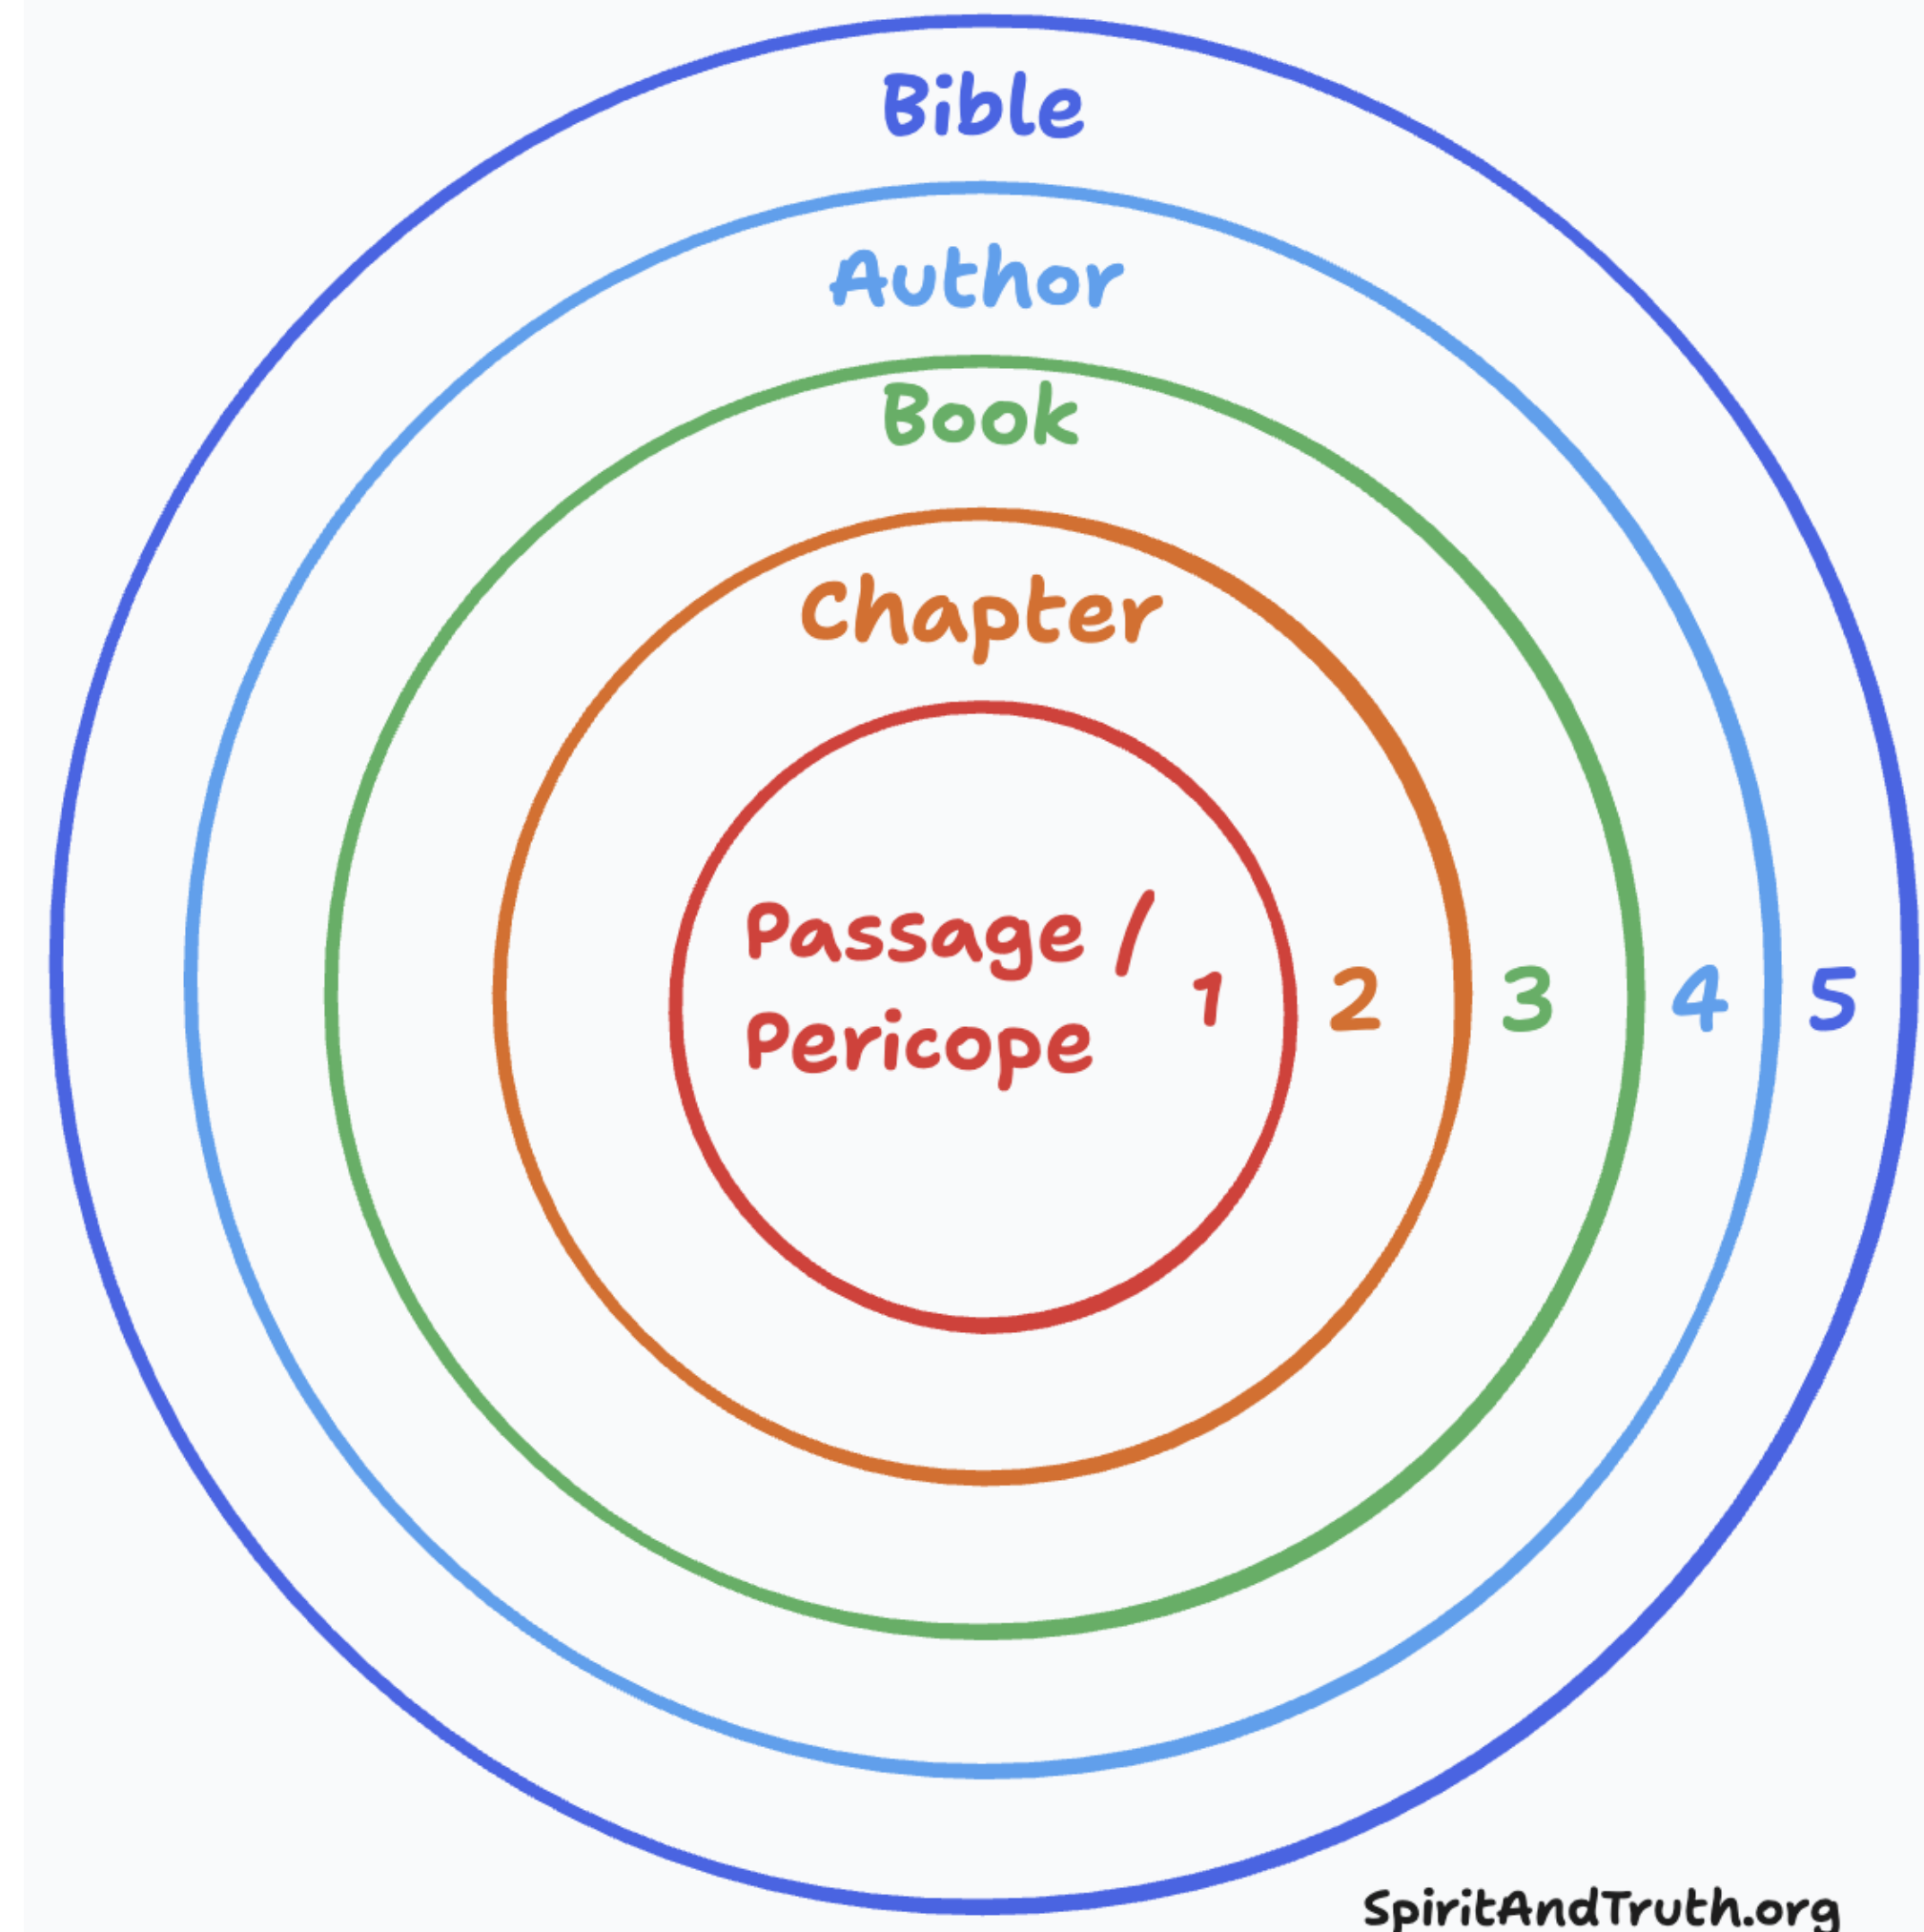 Bible
Author
Book
Chapter
Passage /
Pericope
1 2 3 4 5
SpiritAndTruth.org